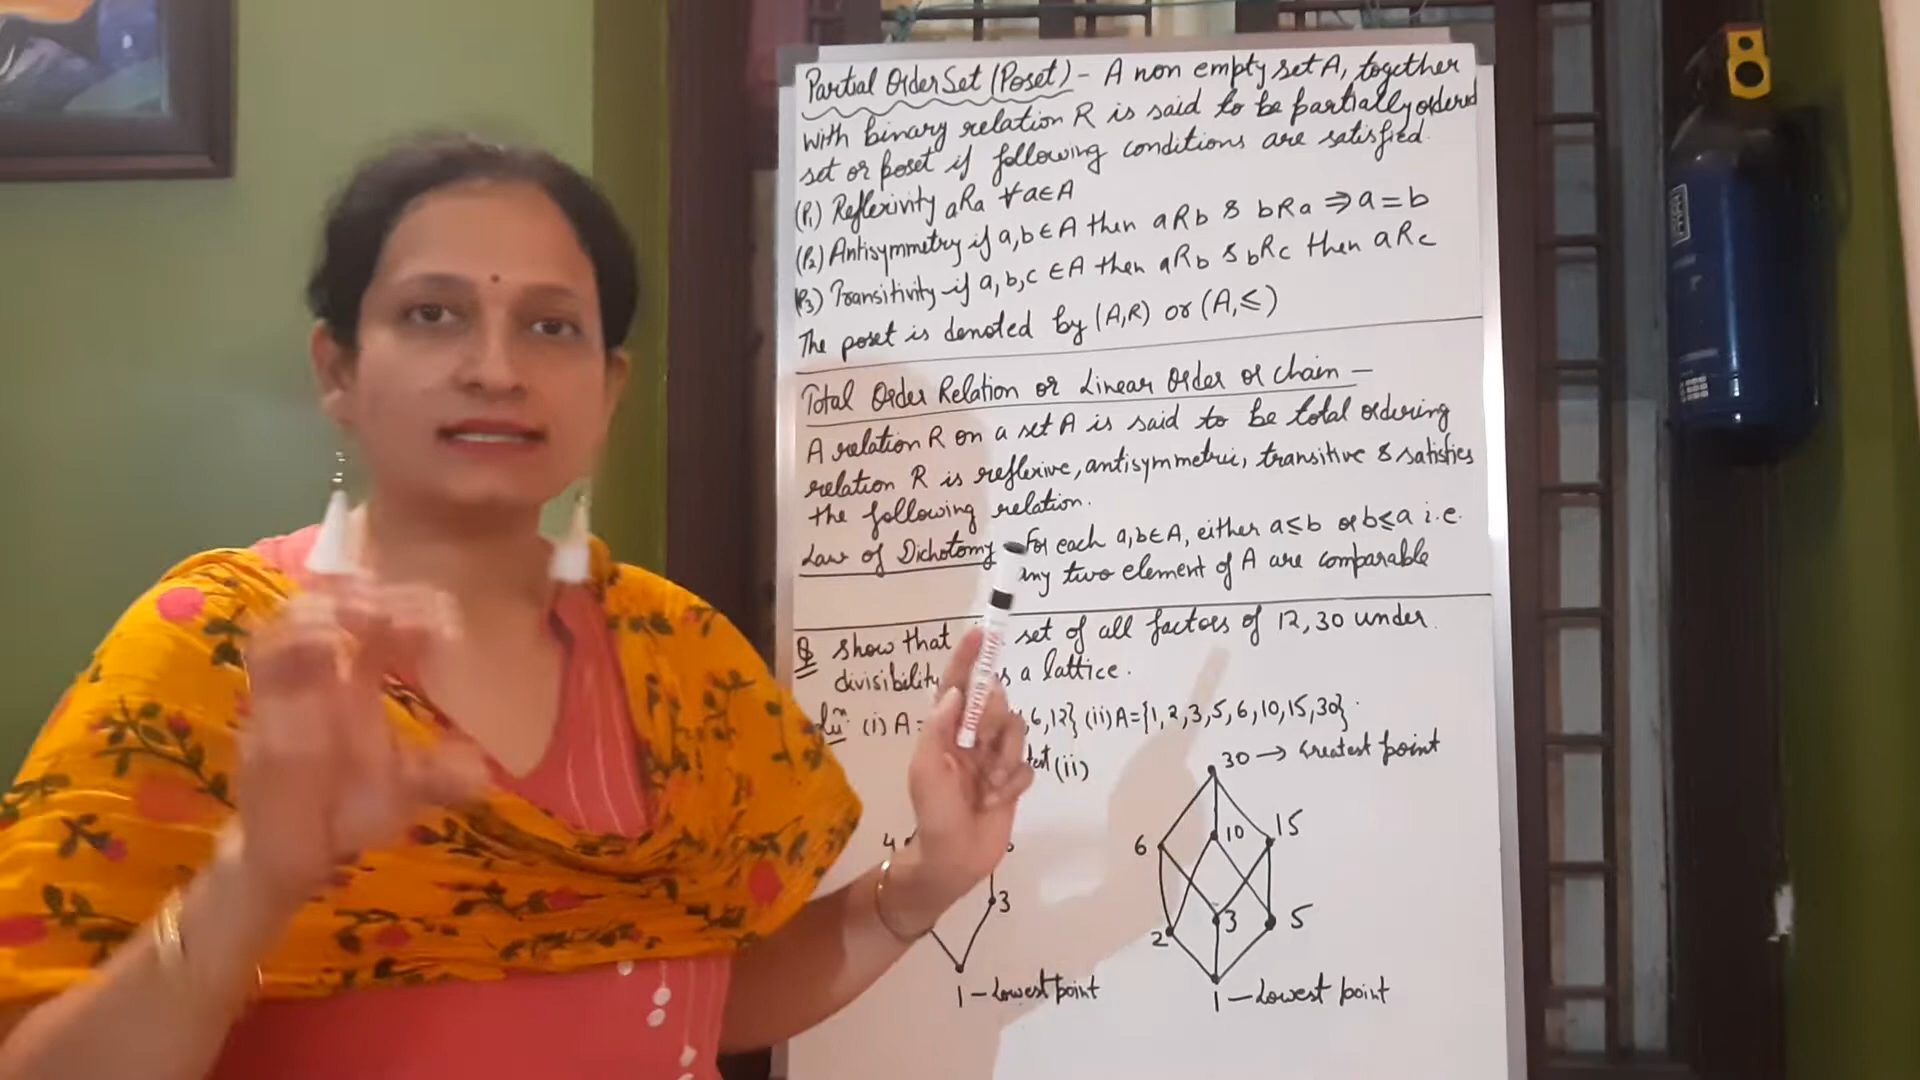 Partial Order Set (Poset) - A non empty set A, together
with binary relation R is said to be partially ordered
set or poset if following conditions are satisfied.
(P₁) Reflexivity aRa ∀ a∈A
(P₂) Antisymmetry if a,b∈A then aRb & bRa ⇒ a=b
(P₃) Transitivity if a,b,c ∈A then aRb & bRc then aRc
The poset is denoted by (A,R) or (A,≤)
Total Order Relation or Linear Order or chain -
A relation R on a set A is said to be total ordering
relation R is reflexive, antisymmetric, transitive & satisfies
the following relation.
Law of Dichotomy For each a,b∈A, either a≤b or b≤a i.e.
any two element of A are comparable
Q Show that set of all factors of 12,30 under
divisibility a lattice.
(i) A = ,6,12} (ii) A={1,2,3,5,6,10,15,30}.
(ii)
30 → Greatest point
6 10 15
4
3
2 3 5
1 - Lowest point
1 - Lowest point